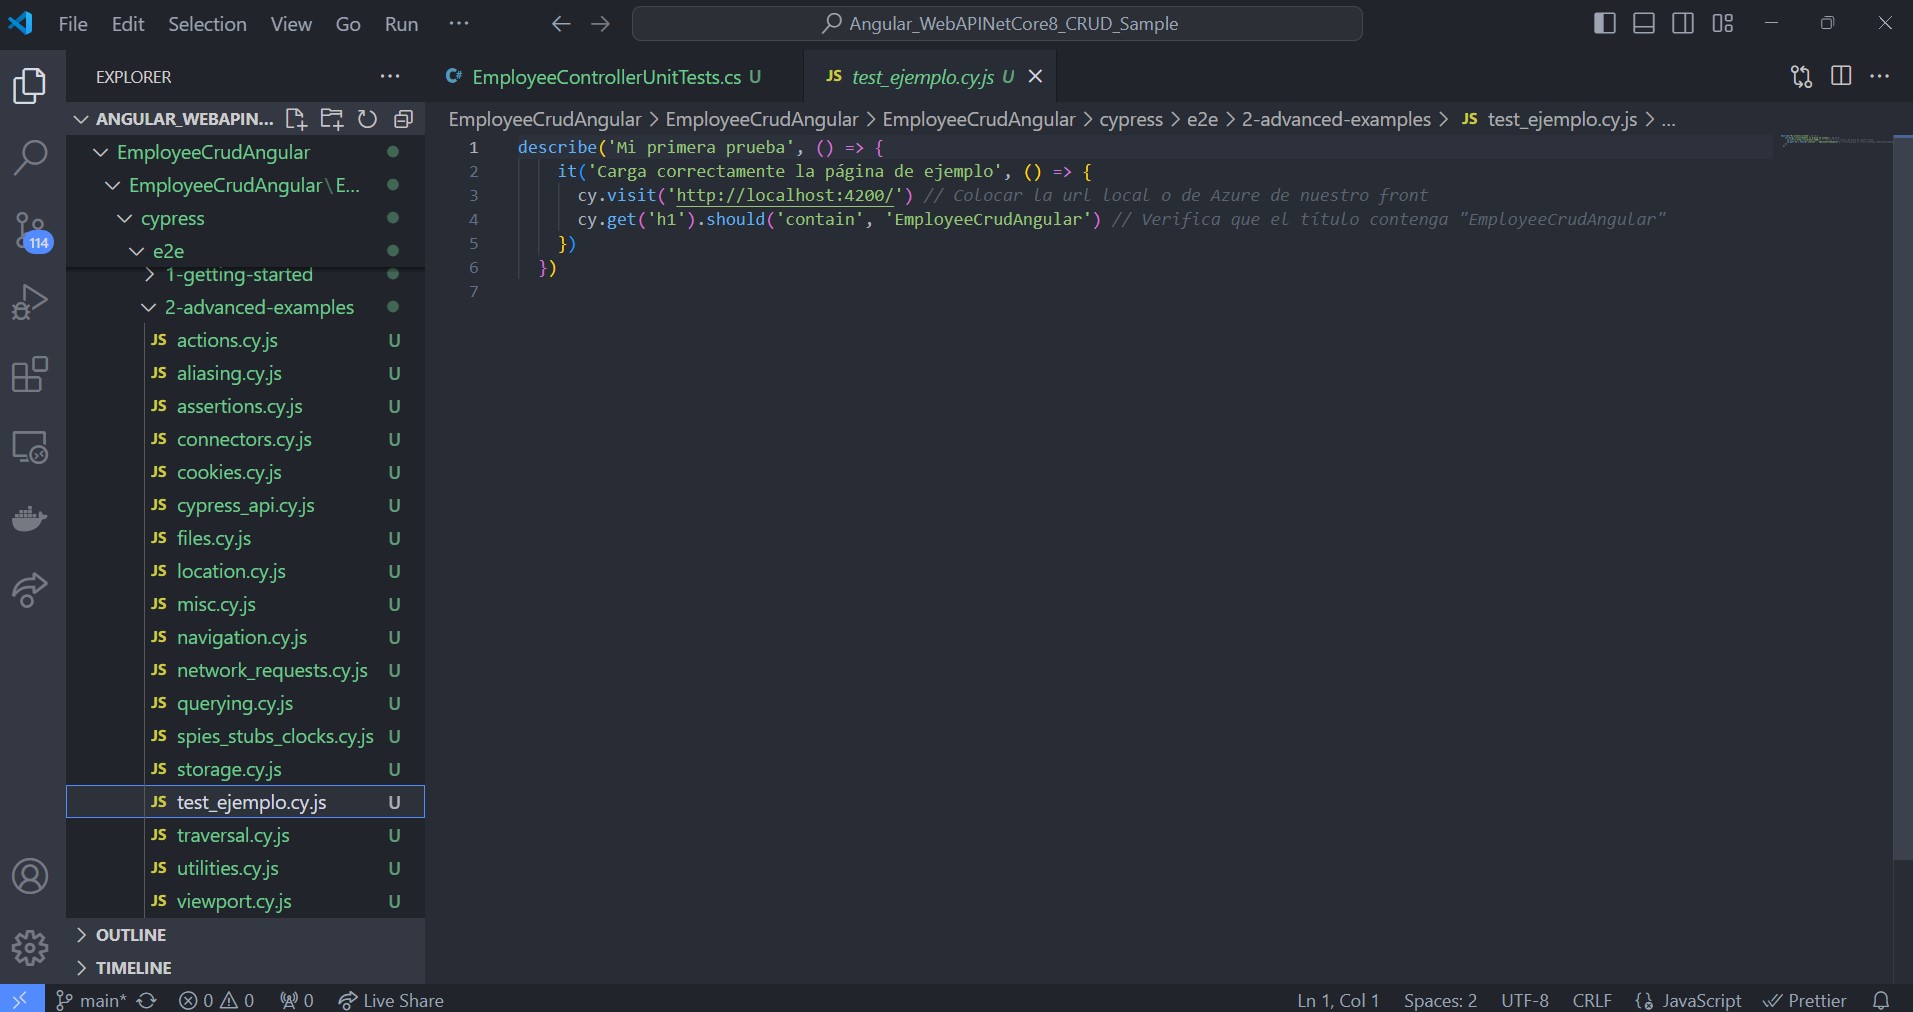 File Edit Selection View Go Run ··· Angular_WebAPINetCore8_CRUD_Sample
EXPLORER
C# EmployeeControllerUnitTests.cs U
JS test_ejemplo.cy.js U
ANGULAR_WEBAPIN...
EmployeeCrudAngular > EmployeeCrudAngular > EmployeeCrudAngular > cypress > e2e > 2-advanced-examples > JS test_ejemplo.cy.js > ...
EmployeeCrudAngular
EmployeeCrudAngular\E...
cypress
e2e
1-getting-started
2-advanced-examples
JS actions.cy.js U
JS aliasing.cy.js U
JS assertions.cy.js U
JS connectors.cy.js U
JS cookies.cy.js U
JS cypress_api.cy.js U
JS files.cy.js U
JS location.cy.js U
JS misc.cy.js U
JS navigation.cy.js U
JS network_requests.cy.js U
JS querying.cy.js U
JS spies_stubs_clocks.cy.js U
JS storage.cy.js U
JS test_ejemplo.cy.js U
JS traversal.cy.js U
JS utilities.cy.js U
JS viewport.cy.js U
OUTLINE
TIMELINE
114
1 describe('Mi primera prueba', () => {
2 it('Carga correctamente la página de ejemplo', () => {
3 cy.visit('http://localhost:4200/') // Colocar la url local o de Azure de nuestro front
4 cy.get('h1').should('contain', 'EmployeeCrudAngular') // Verifica que el título contenga "EmployeeCrudAngular"
5 })
6 })
7
main* 0 0 0 Live Share Ln 1, Col 1 Spaces: 2 UTF-8 CRLF JavaScript Prettier